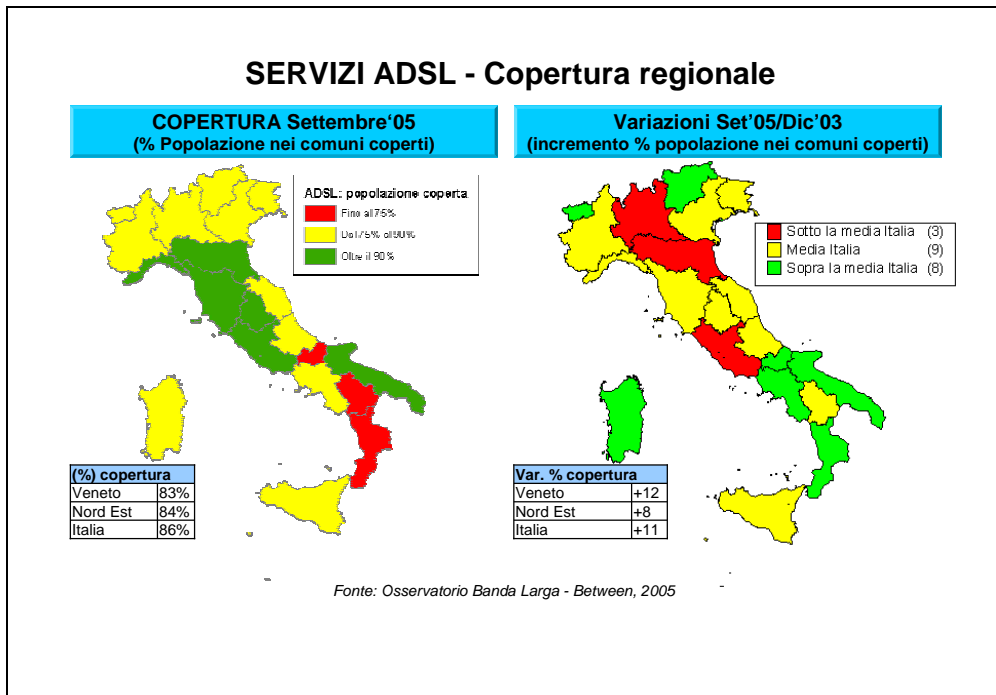 SERVIZI ADSL - Copertura regionale
COPERTURA Settembre‘05
(% Popolazione nei comuni coperti)
Variazioni Set’05/Dic’03
(incremento % popolazione nei comuni coperti)
ADSL: popolazione coperta
Fino al 75%
Dal 75% al 90%
Oltre il 90%
Sotto la media Italia (3)
Media Italia (9)
Sopra la media Italia (8)
(%) copertura
Veneto 83%
Nord Est 84%
Italia 86%
Var. % copertura
Veneto +12
Nord Est +8
Italia +11
Fonte: Osservatorio Banda Larga - Between, 2005